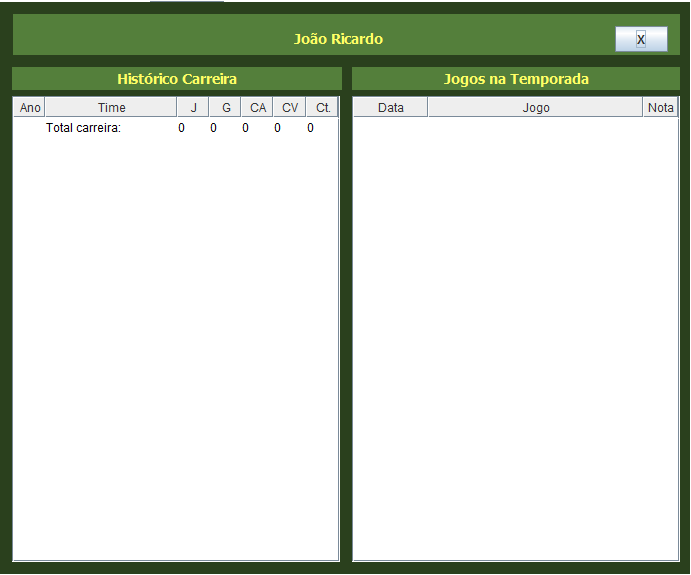 João Ricardo
X
Histórico Carreira
Ano Time J G CA CV Ct.
Total carreira: 0 0 0 0 0
Jogos na Temporada
Data Jogo Nota